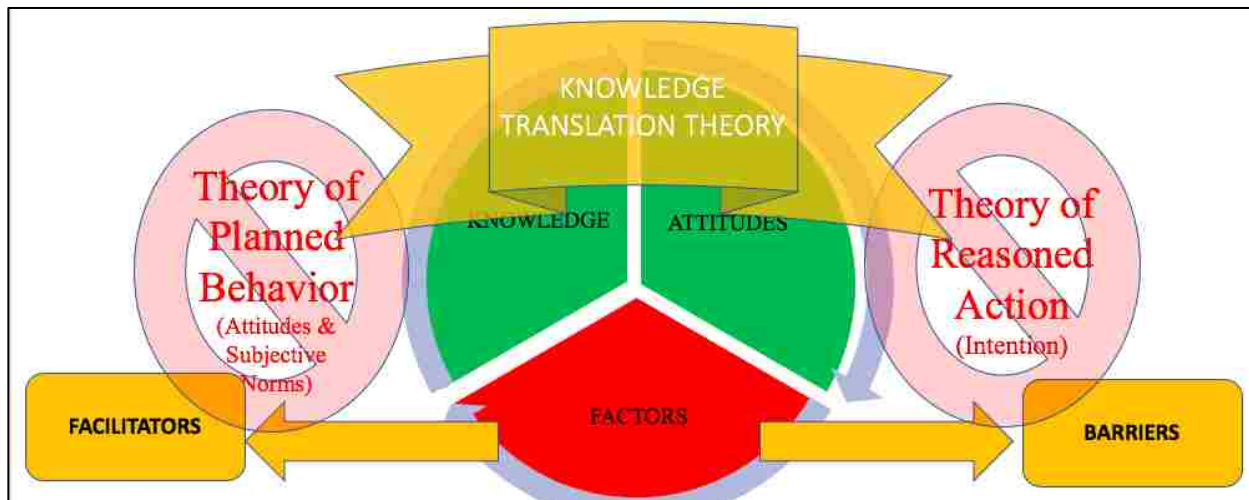 KNOWLEDGE
TRANSLATION THEORY
Theory of
Planned
Behavior
(Attitudes &
Subjective
Norms)
KNOWLEDGE
ATTITUDES
Theory of
Reasoned
Action
(Intention)
FACILITATORS
FACTORS
BARRIERS